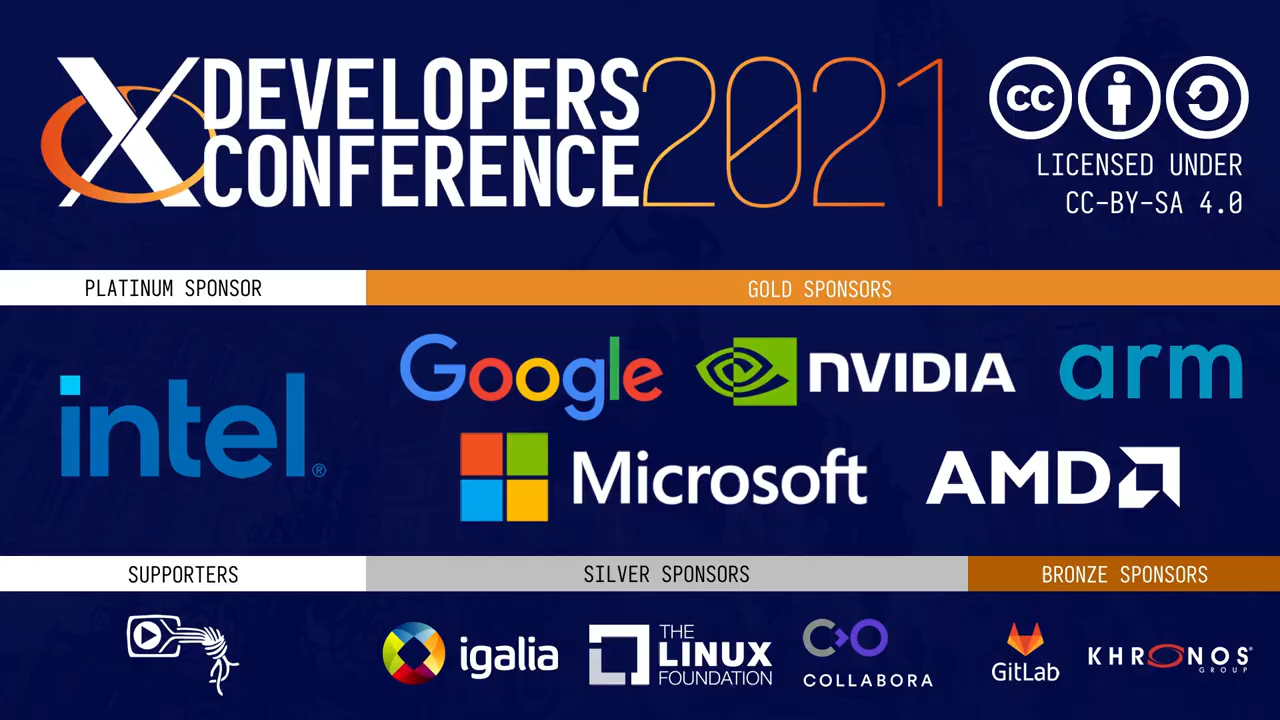 X DEVELOPERS CONFERENCE 2021
cc
LICENSED UNDER
CC-BY-SA 4.0
PLATINUM SPONSOR
GOLD SPONSORS
intel®
Google
NVIDIA
arm
Microsoft
AMD
SUPPORTERS
SILVER SPONSORS
BRONZE SPONSORS
igalia
THE
LINUX
FOUNDATION
COLLABORA
GitLab
KHRONOS®
GROUP